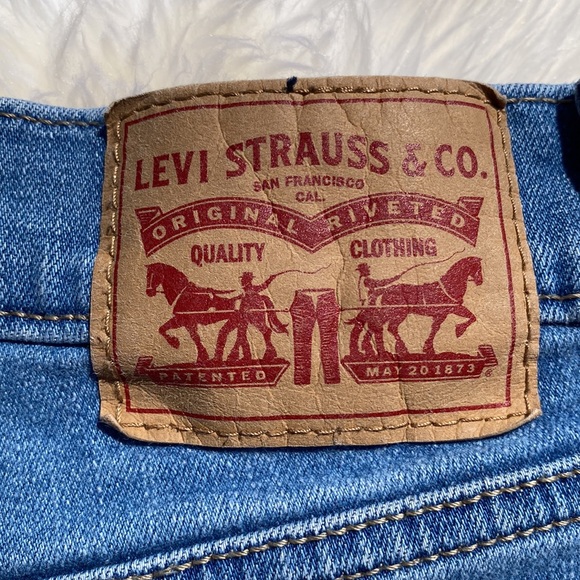 LEVI STRAUSS & CO.
SAN FRANCISCO
CAL.
ORIGINAL RIVETED
QUALITY CLOTHING
PATENTED MAY 20 1873